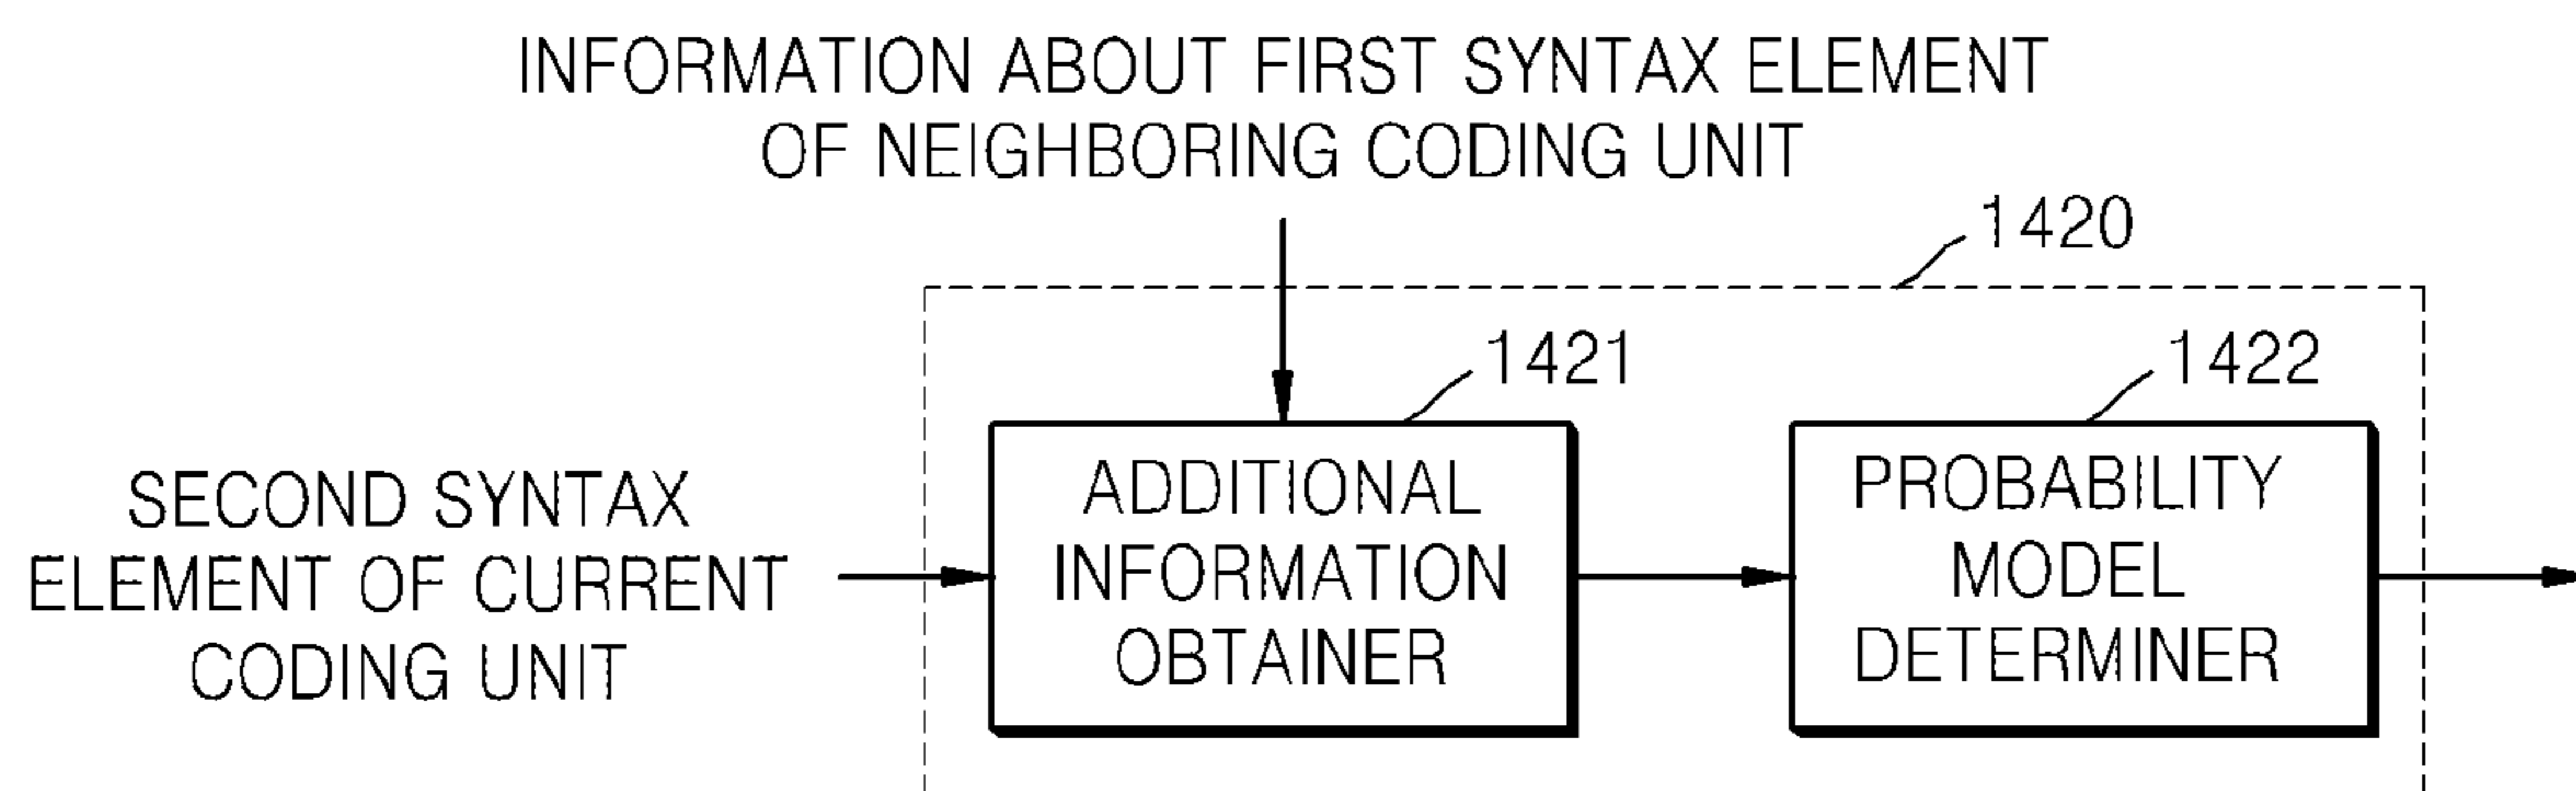 INFORMATION ABOUT FIRST SYNTAX ELEMENT
OF NEIGHBORING CODING UNIT
1420
1421
1422
SECOND SYNTAX
ELEMENT OF CURRENT
CODING UNIT
ADDITIONAL
INFORMATION
OBTAINER
PROBABILITY
MODEL
DETERMINER